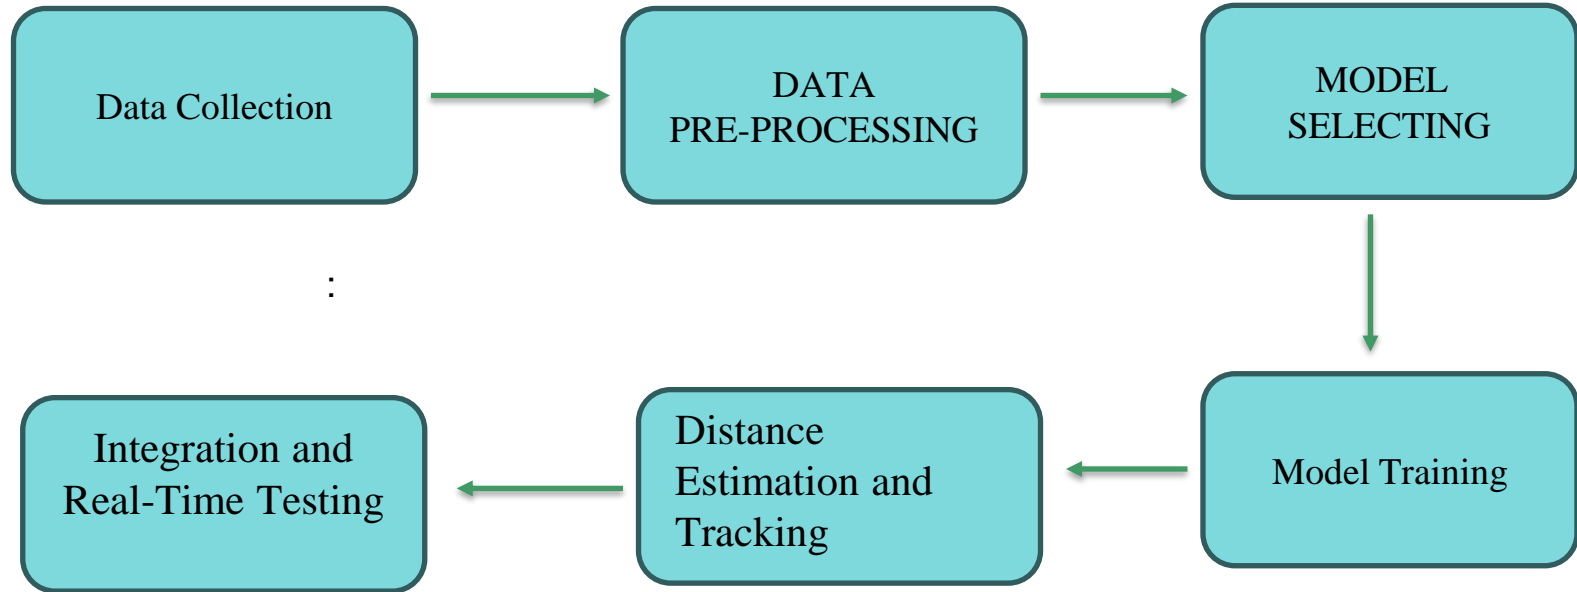 Data Collection
DATA
PRE-PROCESSING
MODEL
SELECTING
:
Integration and
Real-Time Testing
Distance
Estimation and
Tracking
Model Training